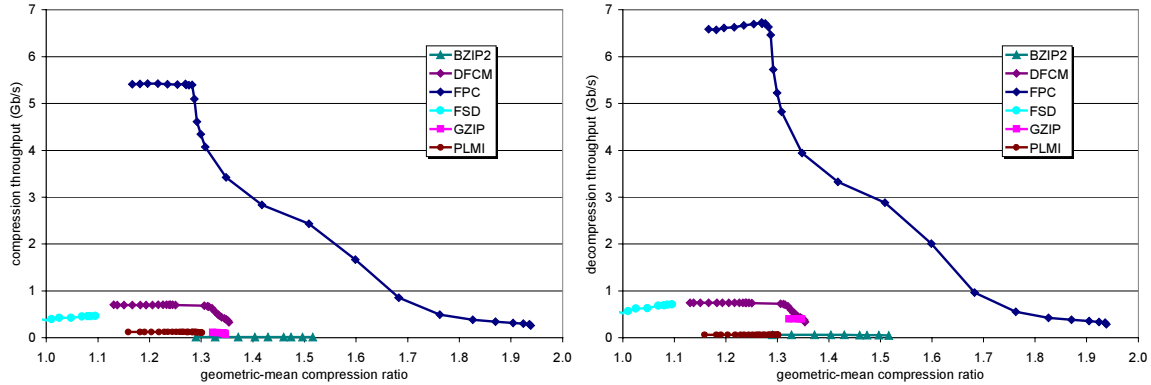 compression throughput (Gb/s)
7
6
5
4
3
2
1
0
1.0 1.1 1.2 1.3 1.4 1.5 1.6 1.7 1.8 1.9 2.0
geometric-mean compression ratio
BZIP2
DFCM
FPC
FSD
GZIP
PLMI
decompression throughput (Gb/s)
7
6
5
4
3
2
1
0
1.0 1.1 1.2 1.3 1.4 1.5 1.6 1.7 1.8 1.9 2.0
geometric-mean compression ratio
BZIP2
DFCM
FPC
FSD
GZIP
PLMI